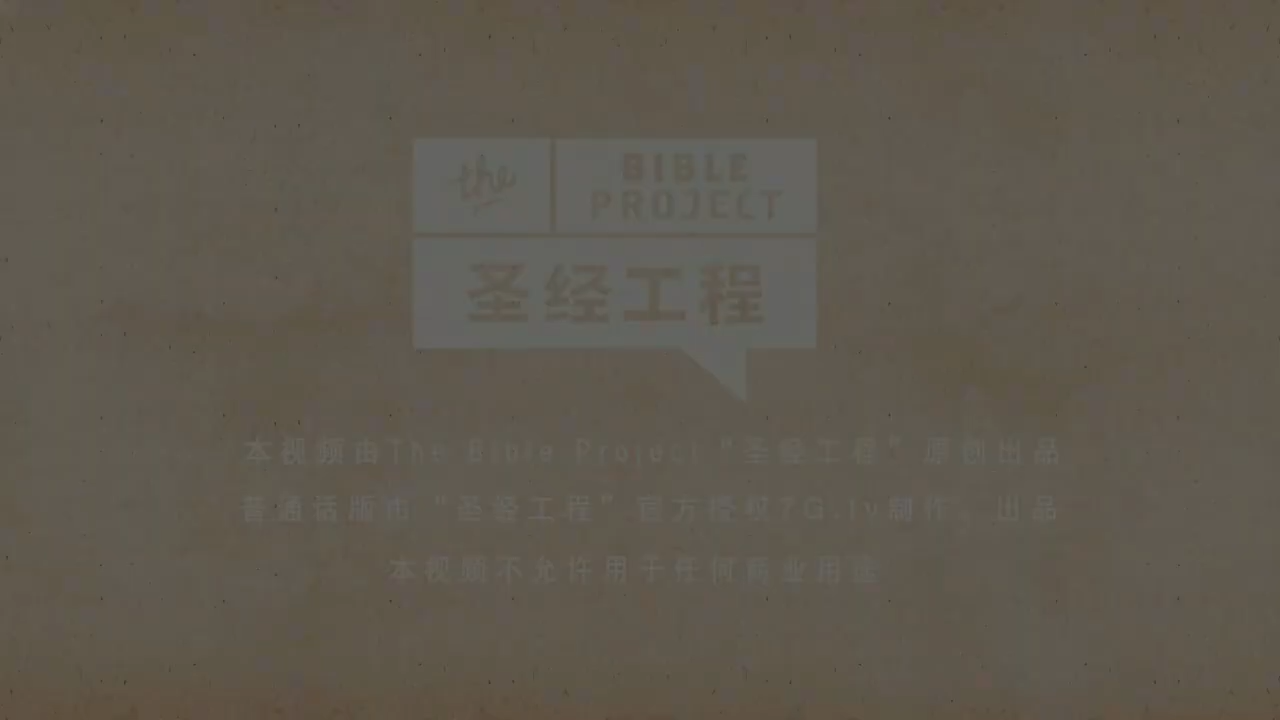 the
BIBLE
PROJECT
圣经工程
本视频由The Bible Project“圣经工程”原创出品
普通话版由“圣经工程”官方授权7G.tv制作、出品
本视频不允许用于任何商业用途